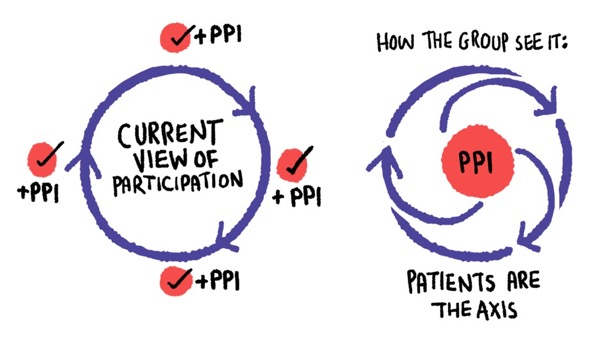 +PPI
CURRENT
VIEW OF
PARTICIPATION
+PPI
+PPI
+PPI
HOW THE GROUP SEE IT:
PPI
PATIENTS ARE
THE AXIS